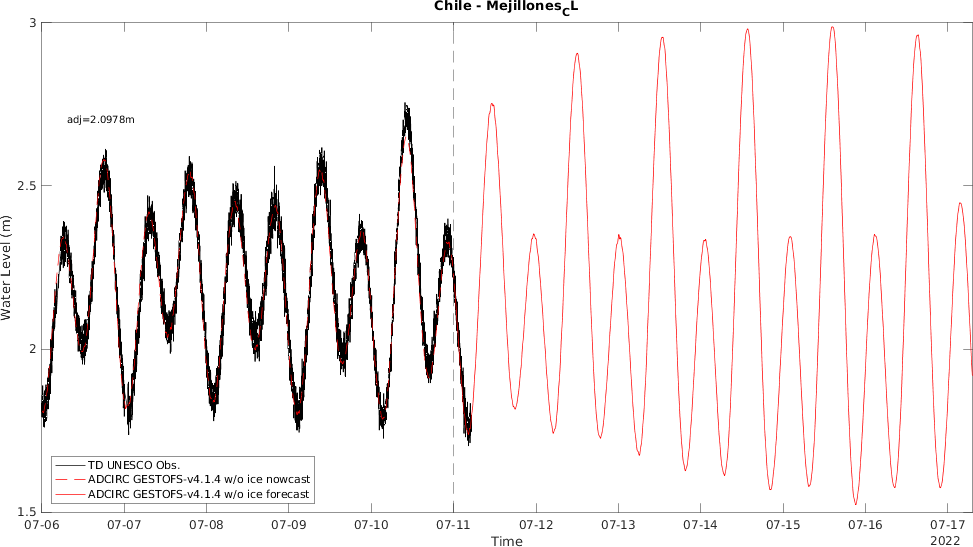 Chile - Mejillones_CL
3
2.5
2
1.5
Water Level (m)
adj=2.0978m
TD UNESCO Obs.
ADCIRC GESTOFS-v4.1.4 w/o ice nowcast
ADCIRC GESTOFS-v4.1.4 w/o ice forecast
07-06 07-07 07-08 07-09 07-10 07-11 07-12 07-13 07-14 07-15 07-16 07-17
Time
2022